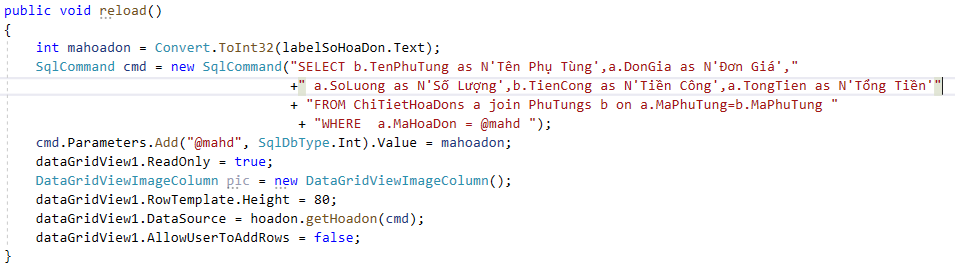 public void reload()
{
    int mahoadon = Convert.ToInt32(labelSoHoaDon.Text);
    SqlCommand cmd = new SqlCommand("SELECT b.TenPhuTung as N'Tên Phụ Tùng',a.DonGia as N'Đơn Giá',"
                                    +" a.SoLuong as N'Số Lượng',b.TienCong as N'Tiền Công',a.TongTien as N'Tổng Tiền'"
                                    + "FROM ChiTietHoaDons a join PhuTungs b on a.MaPhuTung=b.MaPhuTung "
                                     + "WHERE  a.MaHoaDon = @mahd ");
    cmd.Parameters.Add("@mahd", SqlDbType.Int).Value = mahoadon;
    dataGridView1.ReadOnly = true;
    DataGridViewImageColumn pic = new DataGridViewImageColumn();
    dataGridView1.RowTemplate.Height = 80;
    dataGridView1.DataSource = hoadon.getHoadon(cmd);
    dataGridView1.AllowUserToAddRows = false;
}